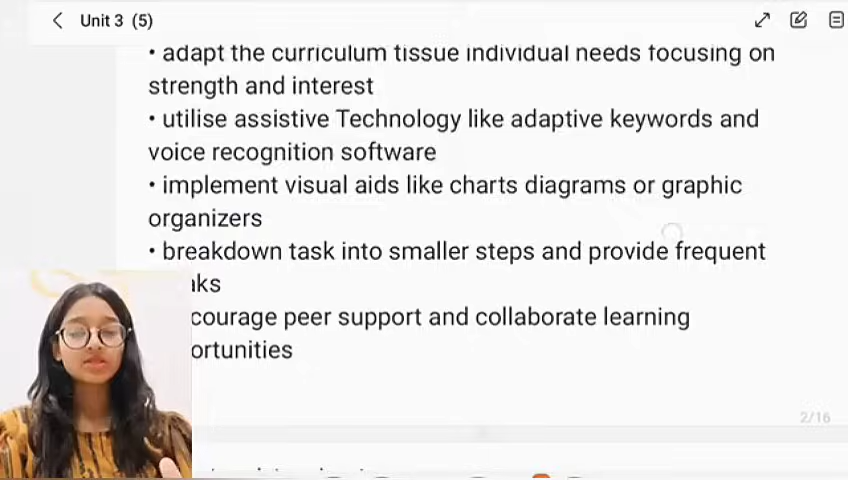 Unit 3 (5)
• adapt the curriculum tissue individual needs focusing on
strength and interest
• utilise assistive Technology like adaptive keywords and
voice recognition software
• implement visual aids like charts diagrams or graphic
organizers
• breakdown task into smaller steps and provide frequent
aks
courage peer support and collaborate learning
ortunities
2/16